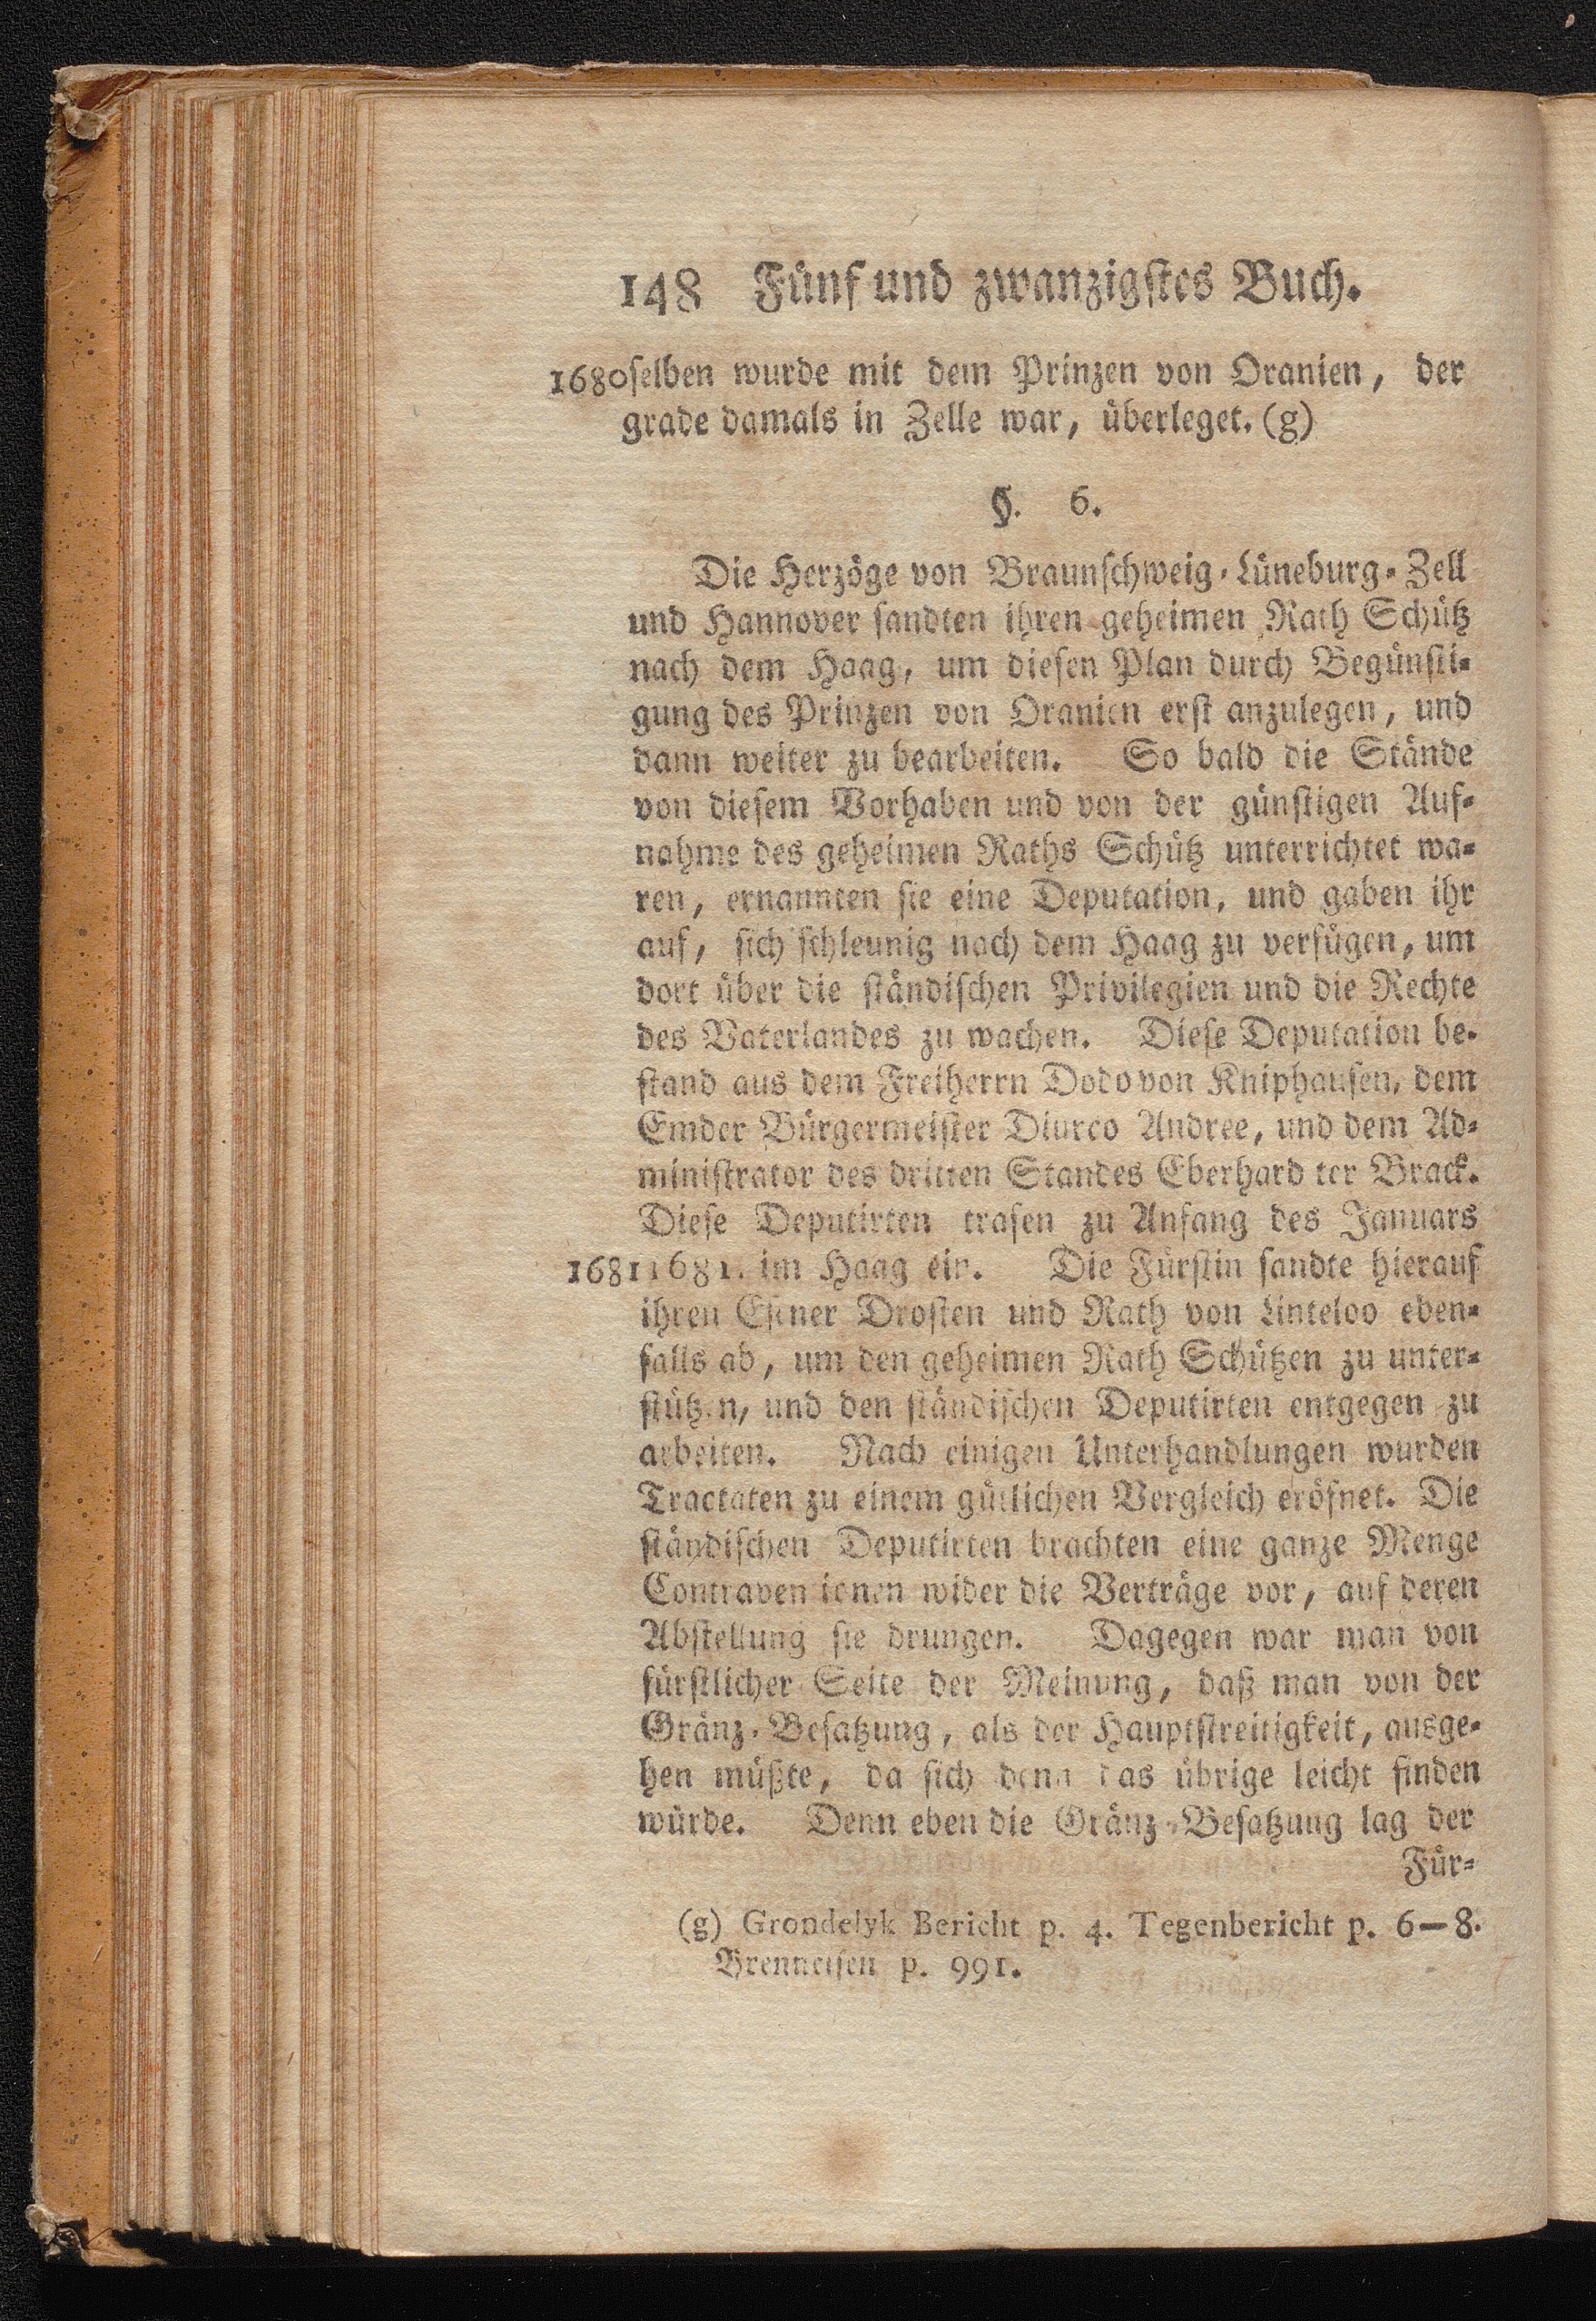 148 Fünf und zwanzigstes Buch.
1680selben wurde mit dem Prinzen von Oranien, der
grade damals in Zelle war, überleget. (g)
§. 6.
Die Herzöge von Braunschweig-Lüneburg-Zell
und Hannover sandten ihren geheimen Rath Schütz
nach dem Haag, um diesen Plan durch Begünsti-
gung des Prinzen von Oranien erst anzulegen, und
dann weiter zu bearbeiten. So bald die Stände
von diesem Vorhaben und von der günstigen Auf-
nahme des geheimen Raths Schütz unterrichtet wa-
ren, ernannten sie eine Deputation, und gaben ihr
auf, sich schleunig nach dem Haag zu verfügen, um
dort über die ständischen Privilegien und die Rechte
des Vaterlandes zu wachen. Diese Deputation be-
stand aus dem Freiherrn Dodo von Kniphausen, dem
Emder Bürgermeister Diurco Andree, und dem Ad-
ministrator des dritten Standes Eberhard ter Brack.
Diese Deputirten trafen zu Anfang des Januars
1681 1681. im Haag ein. Die Fürstin sandte hierauf
ihren Esener Drosten und Rath von Linteloo eben-
falls ab, um den geheimen Rath Schützen zu unter-
stützen, und den ständischen Deputirten entgegen zu
arbeiten. Nach einigen Unterhandlungen wurden
Tractaten zu einem gütlichen Vergleich eröfnet. Die
ständischen Deputirten brachten eine ganze Menge
Contraventionen wider die Verträge vor, auf deren
Abstellung sie drungen. Dagegen war man von
fürstlicher Seite der Meinung, daß man von der
Gränz-Besatzung, als der Hauptstreitigkeit, ausge-
hen müßte, da sich denn das übrige leicht finden
würde. Denn eben die Gränz-Besatzung lag der
Für-
(g) Grondelyk Bericht p. 4. Tegenbericht p. 6–8.
Brenneisen p. 991.